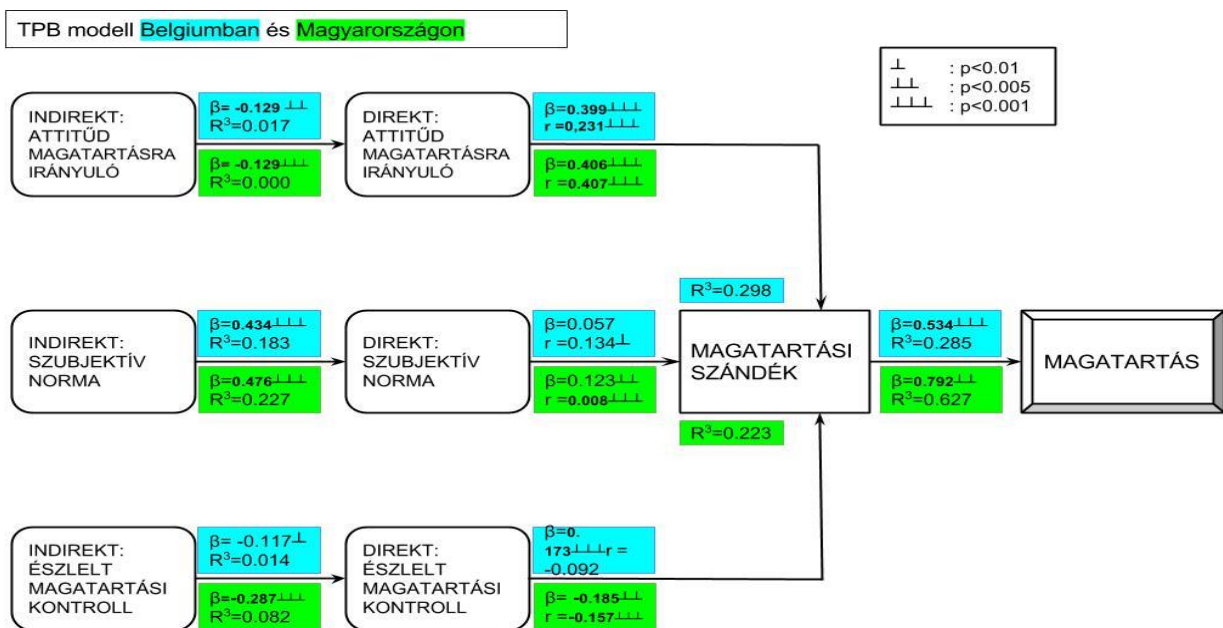 TPB modell Belgiumban és Magyarországon
⊥ : p<0.01
⊥⊥ : p<0.005
⊥⊥⊥ : p<0.001
INDIREKT:
ATTITŰD
MAGATARTÁSRA
IRÁNYULÓ
β= -0.129 ⊥⊥
R³=0.017
β= -0.129⊥⊥⊥
R³=0.000
DIREKT:
ATTITŰD
MAGATARTÁSRA
IRÁNYULÓ
β=0.399⊥⊥⊥
r =0,231⊥⊥⊥
β=0.406⊥⊥⊥
r =0.407⊥⊥⊥
INDIREKT:
SZUBJEKTÍV
NORMA
β=0.434⊥⊥⊥
R³=0.183
β=0.476⊥⊥⊥
R³=0.227
DIREKT:
SZUBJEKTÍV
NORMA
β=0.057
r =0.134⊥
β=0.123⊥⊥
r =0.008⊥⊥⊥
R³=0.298
MAGATARTÁSI
SZÁNDÉK
R³=0.223
β=0.534⊥⊥⊥
R³=0.285
β=0.792⊥⊥
R³=0.627
MAGATARTÁS
INDIREKT:
ÉSZLELT
MAGATARTÁSI
KONTROLL
β= -0.117⊥
R³=0.014
β=-0.287⊥⊥⊥
R³=0.082
DIREKT:
ÉSZLELT
MAGATARTÁSI
KONTROLL
β=0.
173⊥⊥⊥r =
-0.092
β= -0.185⊥⊥
r =-0.157⊥⊥⊥